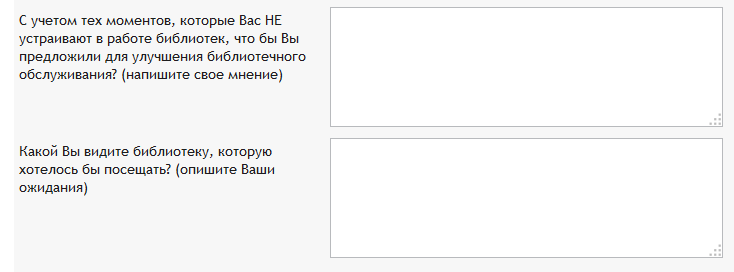 С учетом тех моментов, которые Вас НЕ
устраивают в работе библиотек, что бы Вы
предложили для улучшения библиотечного
обслуживания? (напишите свое мнение)
Какой Вы видите библиотеку, которую
хотелось бы посещать? (опишите Ваши
ожидания)